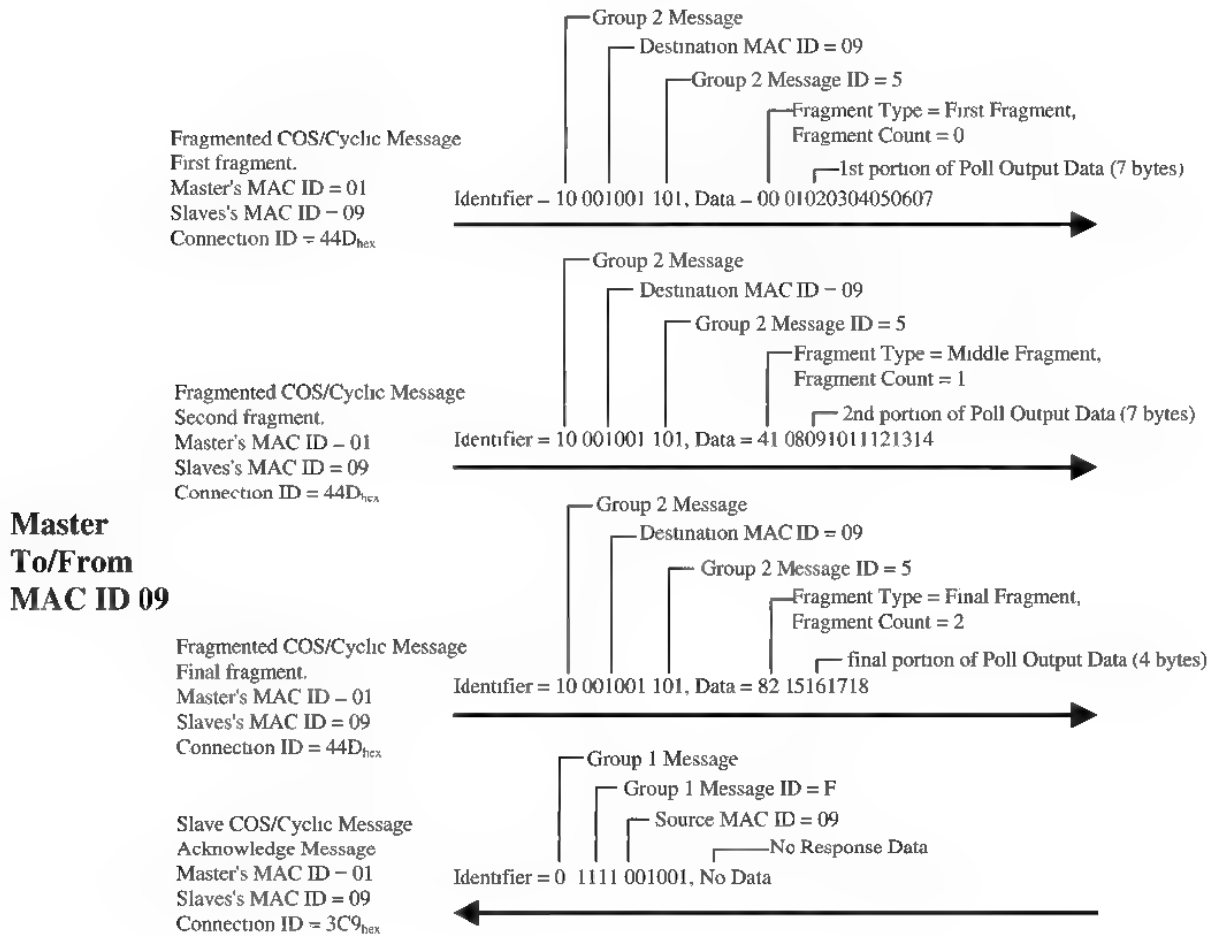 Group 2 Message
Destination MAC ID = 09
Group 2 Message ID = 5
Fragment Type = First Fragment,
Fragment Count = 0
1st portion of Poll Output Data (7 bytes)
Fragmented COS/Cyclic Message
First fragment.
Master's MAC ID = 01
Slaves's MAC ID – 09
Connection ID = 44Dhex
Identifier – 10 001001 101, Data – 00 01020304050607
Group 2 Message
Destination MAC ID – 09
Group 2 Message ID = 5
Fragment Type = Middle Fragment,
Fragment Count = 1
2nd portion of Poll Output Data (7 bytes)
Fragmented COS/Cyclic Message
Second fragment.
Master's MAC ID – 01
Slaves's MAC ID = 09
Connection ID = 44Dhex
Identifier = 10 001001 101, Data = 41 08091011121314
Master
To/From
MAC ID 09
Group 2 Message
Destination MAC ID = 09
Group 2 Message ID = 5
Fragment Type = Final Fragment,
Fragment Count = 2
final portion of Poll Output Data (4 bytes)
Fragmented COS/Cyclic Message
Final fragment.
Master's MAC ID – 01
Slaves's MAC ID = 09
Connection ID = 44Dhex
Identifier = 10 001001 101, Data = 82 15161718
Group 1 Message
Group 1 Message ID = F
Source MAC ID = 09
No Response Data
Slave COS/Cyclic Message
Acknowledge Message
Master's MAC ID – 01
Slaves's MAC ID = 09
Connection ID = 3C9hex
Identifier = 0 1111 001001, No Data